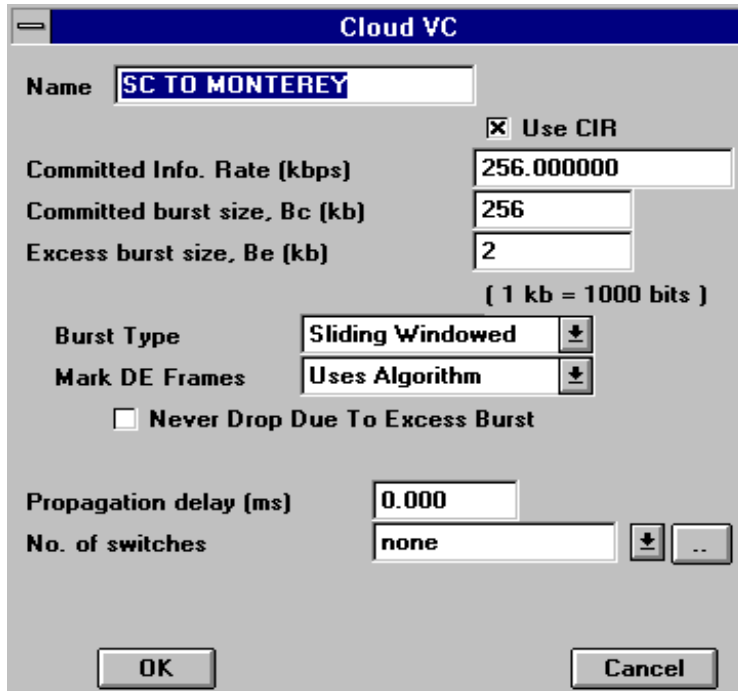 Cloud VC
Name SC TO MONTEREY
Use CIR
Committed Info. Rate (kbps) 256.000000
Committed burst size, Bc (kb) 256
Excess burst size, Be (kb) 2
( 1 kb = 1000 bits )
Burst Type Sliding Windowed
Mark DE Frames Uses Algorithm
Never Drop Due To Excess Burst
Propagation delay (ms) 0.000
No. of switches none ..
OK Cancel